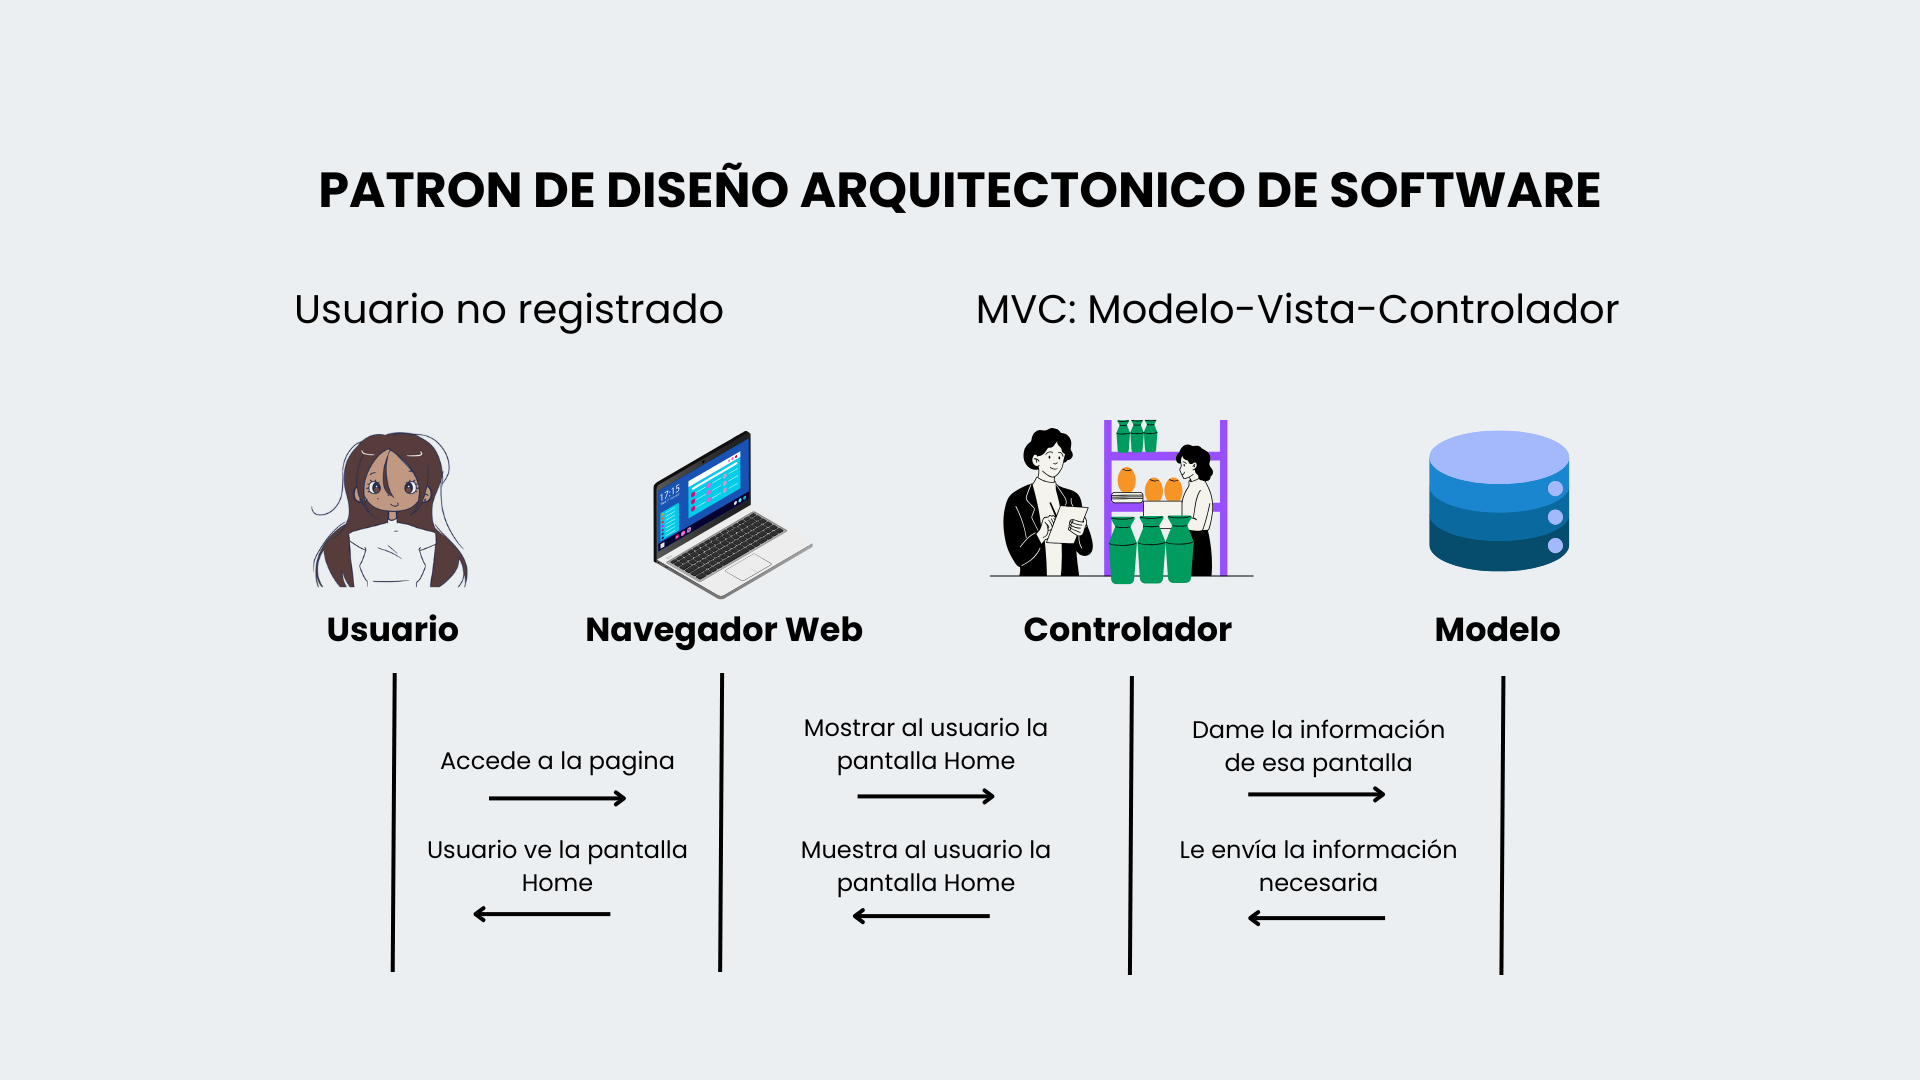 PATRON DE DISEÑO ARQUITECTONICO DE SOFTWARE
Usuario no registrado
MVC: Modelo-Vista-Controlador
17:15
Usuario
Navegador Web
Controlador
Modelo
Accede a la pagina
Mostrar al usuario la
pantalla Home
Dame la información
de esa pantalla
Usuario ve la pantalla
Home
Muestra al usuario la
pantalla Home
Le envía la información
necesaria